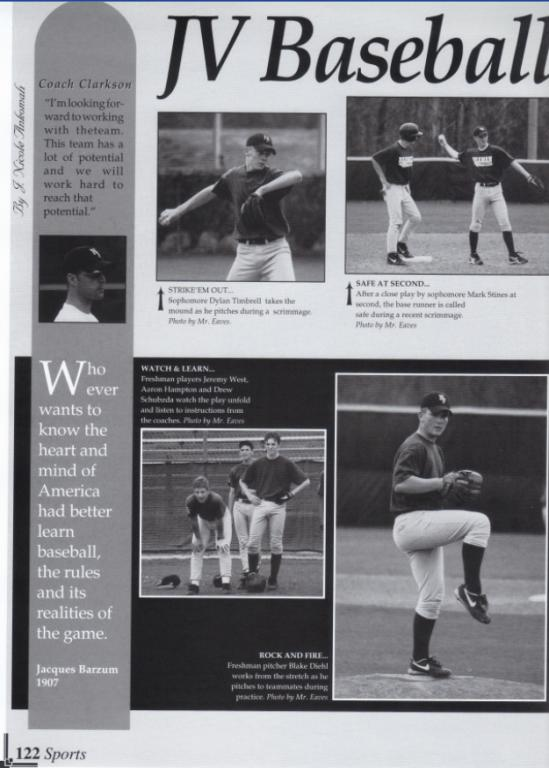 JV Baseball
By J. Nicole Ankomah
Coach Clarkson
"I'm looking for-
ward to working
with theteam.
This team has a
lot of potential
and we will
work hard to
reach that
potential."
STRIKE'EM OUT...
Sophomore Dylan Timbrell takes the
mound as he pitches during a scrimmage.
Photo by Mr. Eaves.
SAFE AT SECOND...
After a close play by sophomore Mark Stines at
second, the base runner is called
safe during a recent scrimmage.
Photo by Mr. Eaves
Who
ever
wants to
know the
heart and
mind of
America
had better
learn
baseball,
the rules
and its
realities of
the game.
Jacques Barzum
1907
WATCH & LEARN...
Freshman players Jeremy West,
Aaron Hampton and Drew
Schubrda watch the play unfold
and listen to instructions from
the coaches. Photo by Mr. Eaves
ROCK AND FIRE...
Freshman pitcher Blake Diehl
works from the stretch as he
pitches to teammates during
practice. Photo by Mr. Eaves
122 Sports